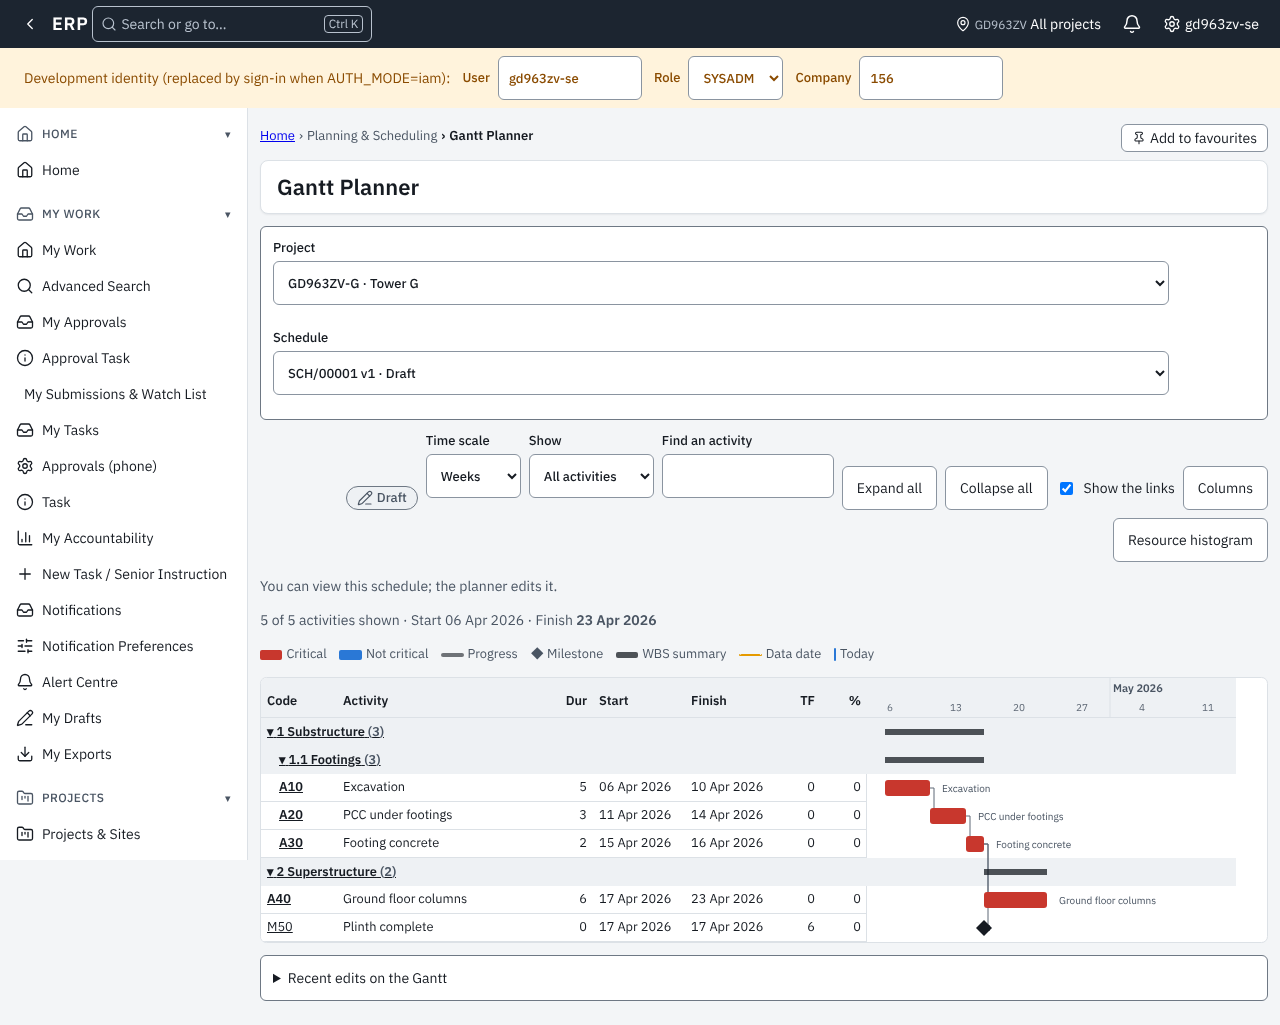 ERP
Search or go to...
Ctrl K
GD963ZV All projects
gd963zv-se
Development identity (replaced by sign-in when AUTH_MODE=iam):
User
gd963zv-se
Role
SYSADM
Company
156
HOME
Home
MY WORK
My Work
Advanced Search
My Approvals
Approval Task
My Submissions & Watch List
My Tasks
Approvals (phone)
Task
My Accountability
New Task / Senior Instruction
Notifications
Notification Preferences
Alert Centre
My Drafts
My Exports
PROJECTS
Projects & Sites
Home › Planning & Scheduling › Gantt Planner
Add to favourites
Gantt Planner
Project
GD963ZV-G · Tower G
Schedule
SCH/00001 v1 · Draft
Draft
Time scale
Weeks
Show
All activities
Find an activity
Expand all
Collapse all
Show the links
Columns
Resource histogram
You can view this schedule; the planner edits it.
5 of 5 activities shown · Start 06 Apr 2026 · Finish 23 Apr 2026
Critical Not critical Progress Milestone WBS summary Data date Today
Code Activity Dur Start Finish TF %
May 2026
6 13 20 27 4 11
▾ 1 Substructure (3)
▾ 1.1 Footings (3)
A10 Excavation 5 06 Apr 2026 10 Apr 2026 0 0 Excavation
A20 PCC under footings 3 11 Apr 2026 14 Apr 2026 0 0 PCC under footings
A30 Footing concrete 2 15 Apr 2026 16 Apr 2026 0 0 Footing concrete
▾ 2 Superstructure (2)
A40 Ground floor columns 6 17 Apr 2026 23 Apr 2026 0 0 Ground floor columns
M50 Plinth complete 0 17 Apr 2026 17 Apr 2026 6 0
Recent edits on the Gantt